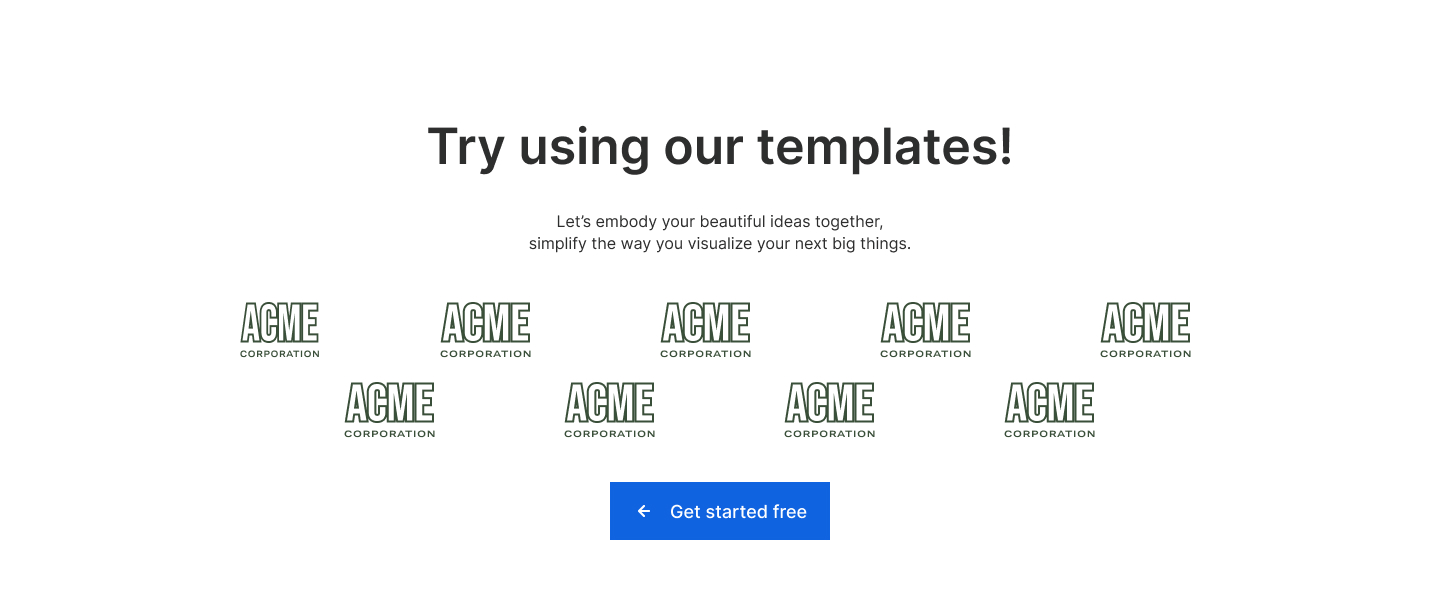 Try using our templates!
Let’s embody your beautiful ideas together,
simplify the way you visualize your next big things.
ACME ACME ACME ACME ACME
CORPORATION CORPORATION CORPORATION CORPORATION CORPORATION
ACME ACME ACME ACME
CORPORATION CORPORATION CORPORATION CORPORATION
Get started free